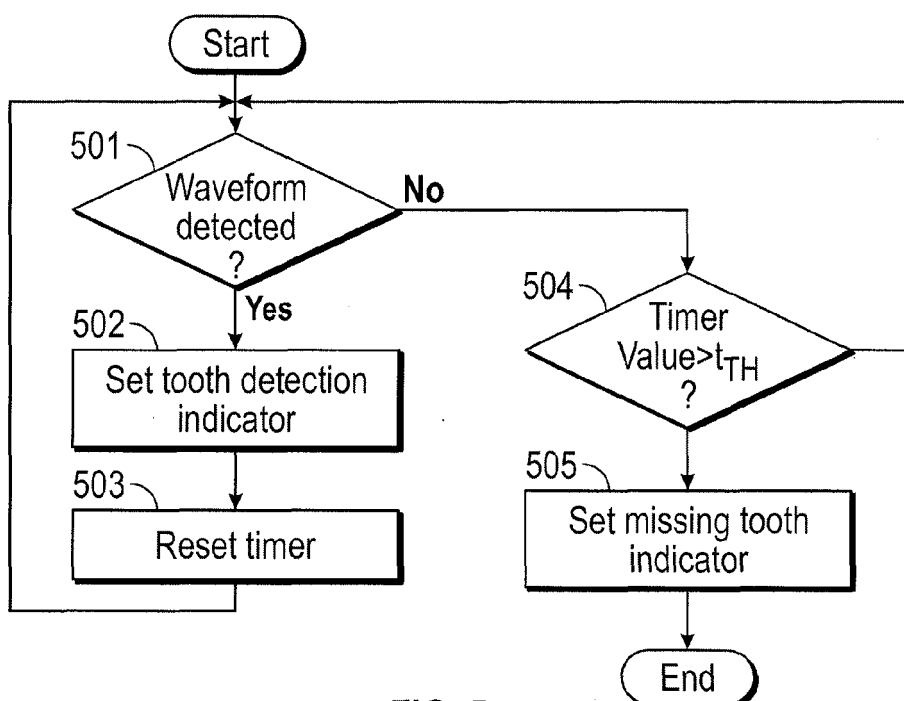 Start
501
Waveform
detected
?
No
Yes
502
Set tooth detection
indicator
503
Reset timer
504
Timer
Value>tTH
?
505
Set missing tooth
indicator
End